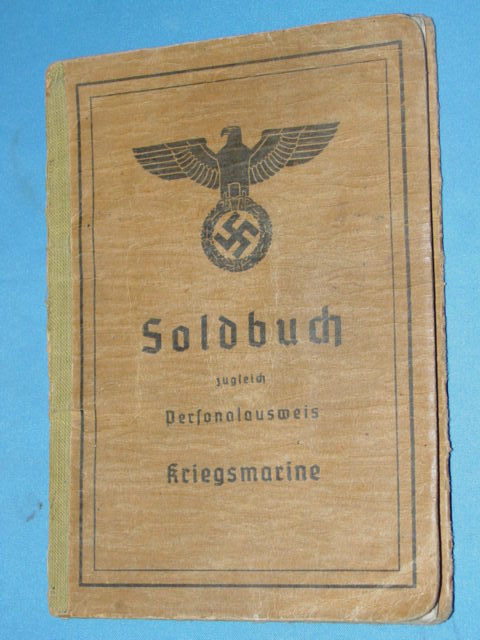 Soldbuch
zugleich
Personalausweis
Kriegsmarine